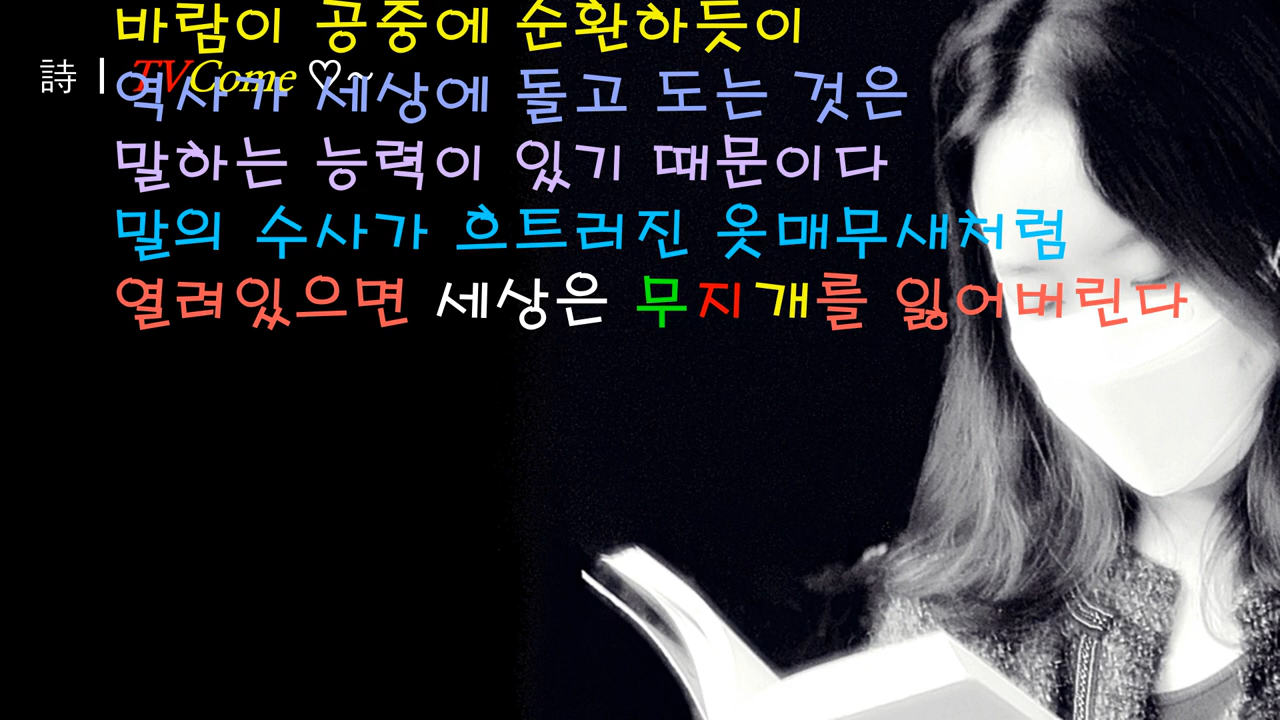 바람이 공중에 순환하듯이
詩 | TVCome ♡~
역사가 세상에 돌고 도는 것은
말하는 능력이 있기 때문이다
말의 수사가 흐트러진 옷매무새처럼
열려있으면 세상은 무지개를 잃어버린다